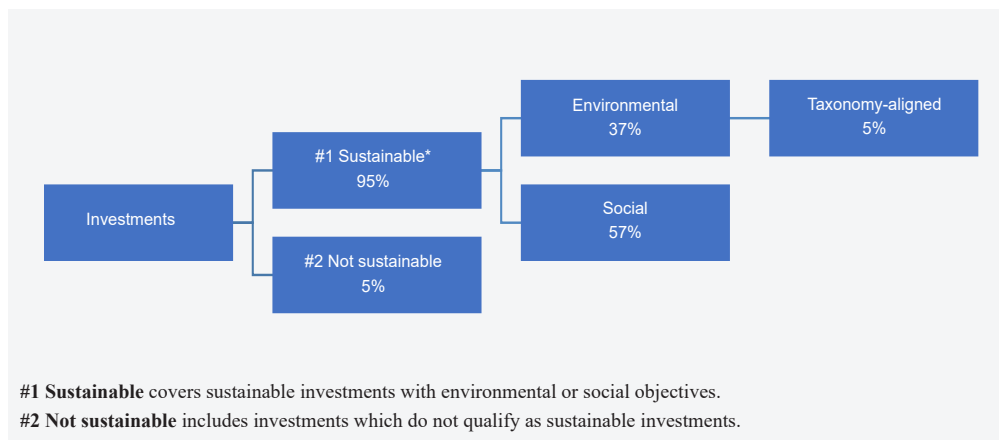 Environmental
37%
Taxonomy-aligned
5%
#1 Sustainable*
95%
Investments
Social
57%
#2 Not sustainable
5%
#1 Sustainable covers sustainable investments with environmental or social objectives.
#2 Not sustainable includes investments which do not qualify as sustainable investments.